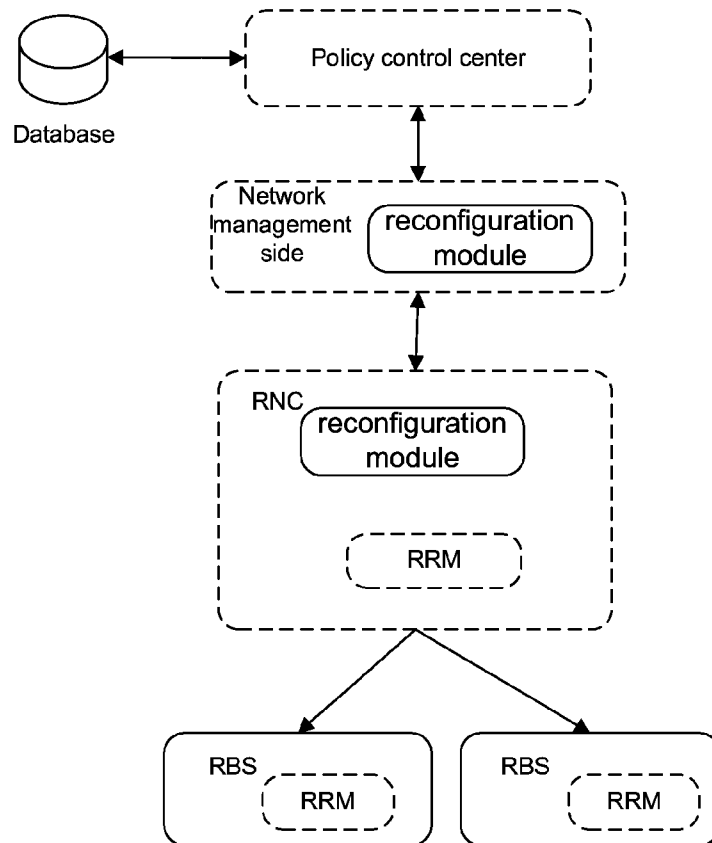 Policy control center
Database
Network
management
side
reconfiguration
module
RNC
reconfiguration
module
RRM
RBS
RRM
RBS
RRM